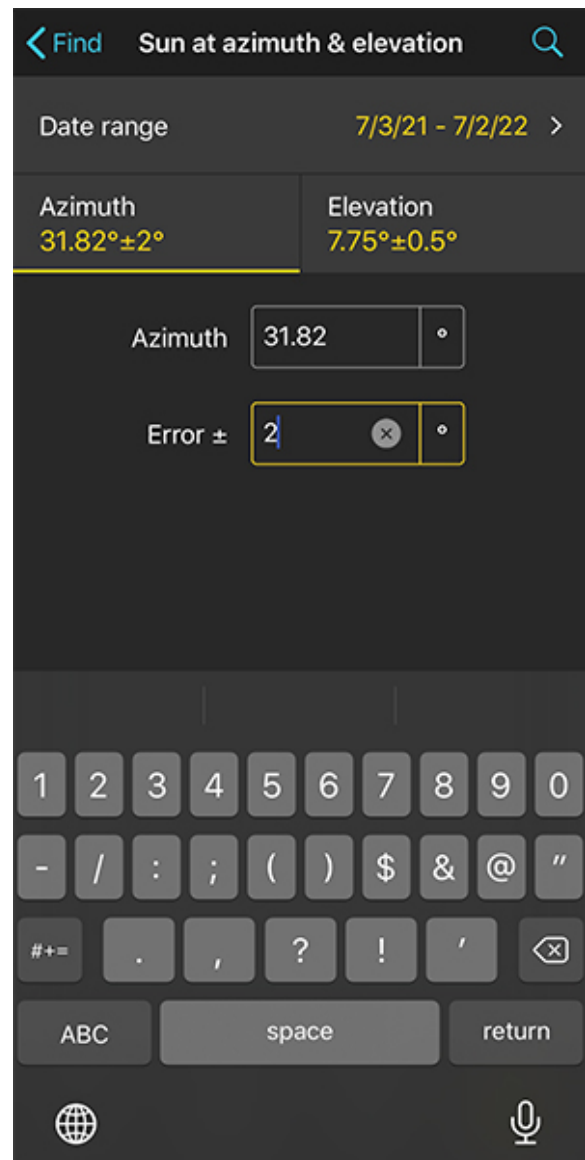 Find Sun at azimuth & elevation
Date range 7/3/21 - 7/2/22
Azimuth Elevation
31.82°±2° 7.75°±0.5°
Azimuth 31.82 °
Error ± 2 °
1 2 3 4 5 6 7 8 9 0
- / : ; ( ) $ & @ "
#+= . , ? ! '
ABC space return